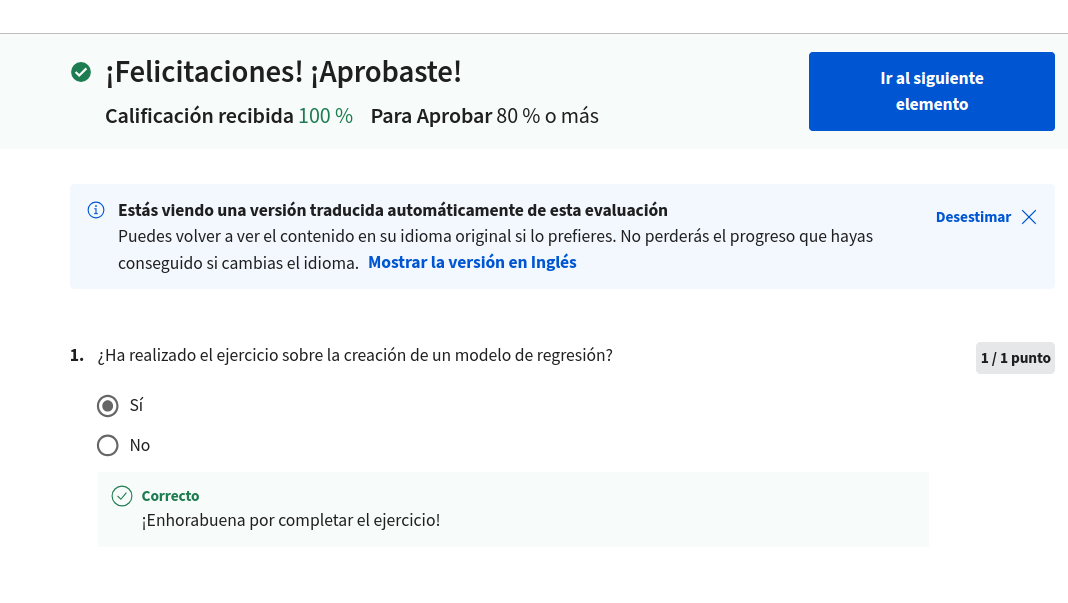 ¡Felicitaciones! ¡Aprobaste!
Calificación recibida 100 % Para Aprobar 80 % o más
Ir al siguiente
elemento
Estás viendo una versión traducida automáticamente de esta evaluación
Puedes volver a ver el contenido en su idioma original si lo prefieres. No perderás el progreso que hayas
conseguido si cambias el idioma. Mostrar la versión en Inglés
Desestimar
1. ¿Ha realizado el ejercicio sobre la creación de un modelo de regresión?
1 / 1 punto
Sí
No
Correcto
¡Enhorabuena por completar el ejercicio!